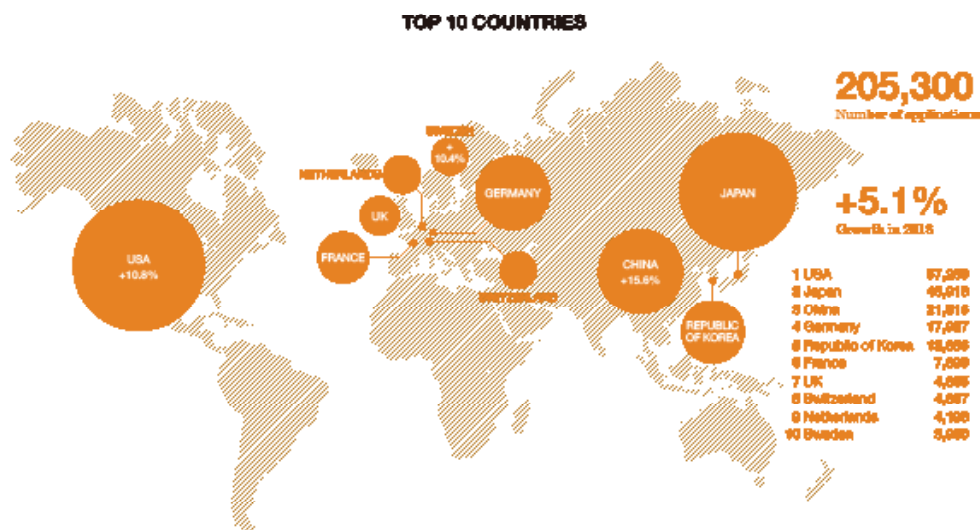 TOP 10 COUNTRIES
205,300
Number of applications
SWEDEN
+
10.4%
NETHERLANDS
GERMANY
JAPAN
+5.1%
Growth in
UK
USA
+10.8%
FRANCE
CHINA
+15.6%
SWITZERLAND
REPUBLIC
OF KOREA
1 USA
2 Japan
3 China
4 Germany
5 Republic of Korea
6 France
7 UK
8 Switzerland
9 Netherlands
10 Sweden